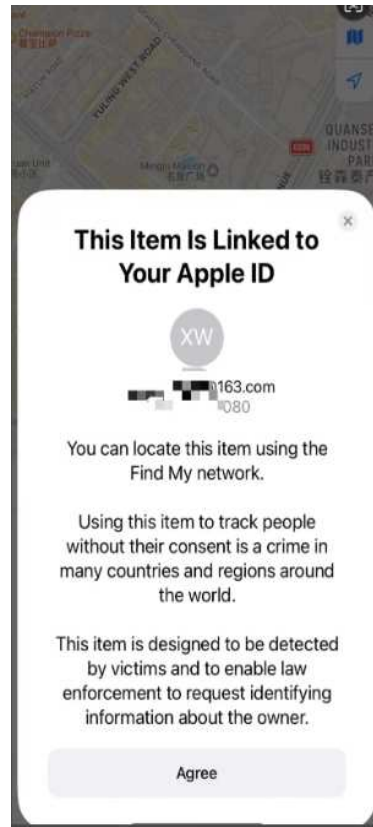 Champion Plaza
YULING WEST ROAD
QUANSE
INDUST
PAR
This Item Is Linked to
Your Apple ID
XW
163.com
080
You can locate this item using the
Find My network.
Using this item to track people
without their consent is a crime in
many countries and regions around
the world.
This item is designed to be detected
by victims and to enable law
enforcement to request identifying
information about the owner.
Agree